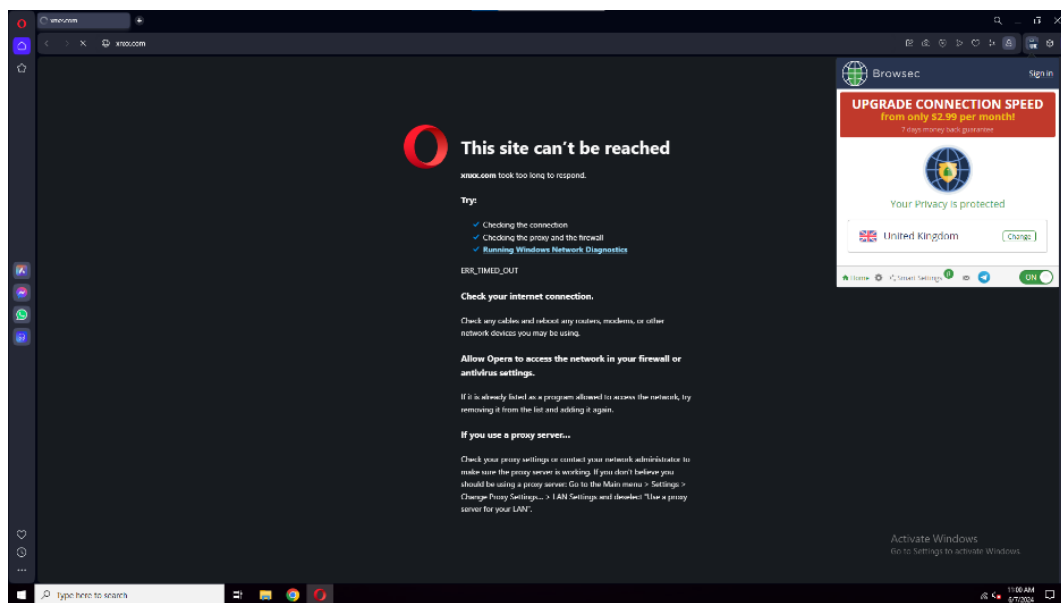 xnxx.com
xnxx.com
Browsec
Sign in
UPGRADE CONNECTION SPEED
from only $2.99 per month!
7 days money back guarantee
Your Privacy is protected
United Kingdom
Change
Home
Smart Settings
ON
This site can't be reached
xnxx.com took too long to respond.
Try:
Checking the connection
Checking the proxy and the firewall
Running Windows Network Diagnostics
ERR_TIMED_OUT
Check your internet connection.
Check any cables and reboot any routers, modems, or other
network devices you may be using.
Allow Opera to access the network in your firewall or
antivirus settings.
If it is already listed as a program allowed to access the network, try
removing it from the list and adding it again.
If you use a proxy server...
Check your proxy settings or contact your network administrator to
make sure the proxy server is working. If you don't believe you
should be using a proxy server: Go to the Main menu > Settings >
Change Proxy Settings... > LAN Settings and deselect "Use a proxy
server for your LAN".
Activate Windows
Go to Settings to activate Windows.
Type here to search
11:00 AM
6/7/2024